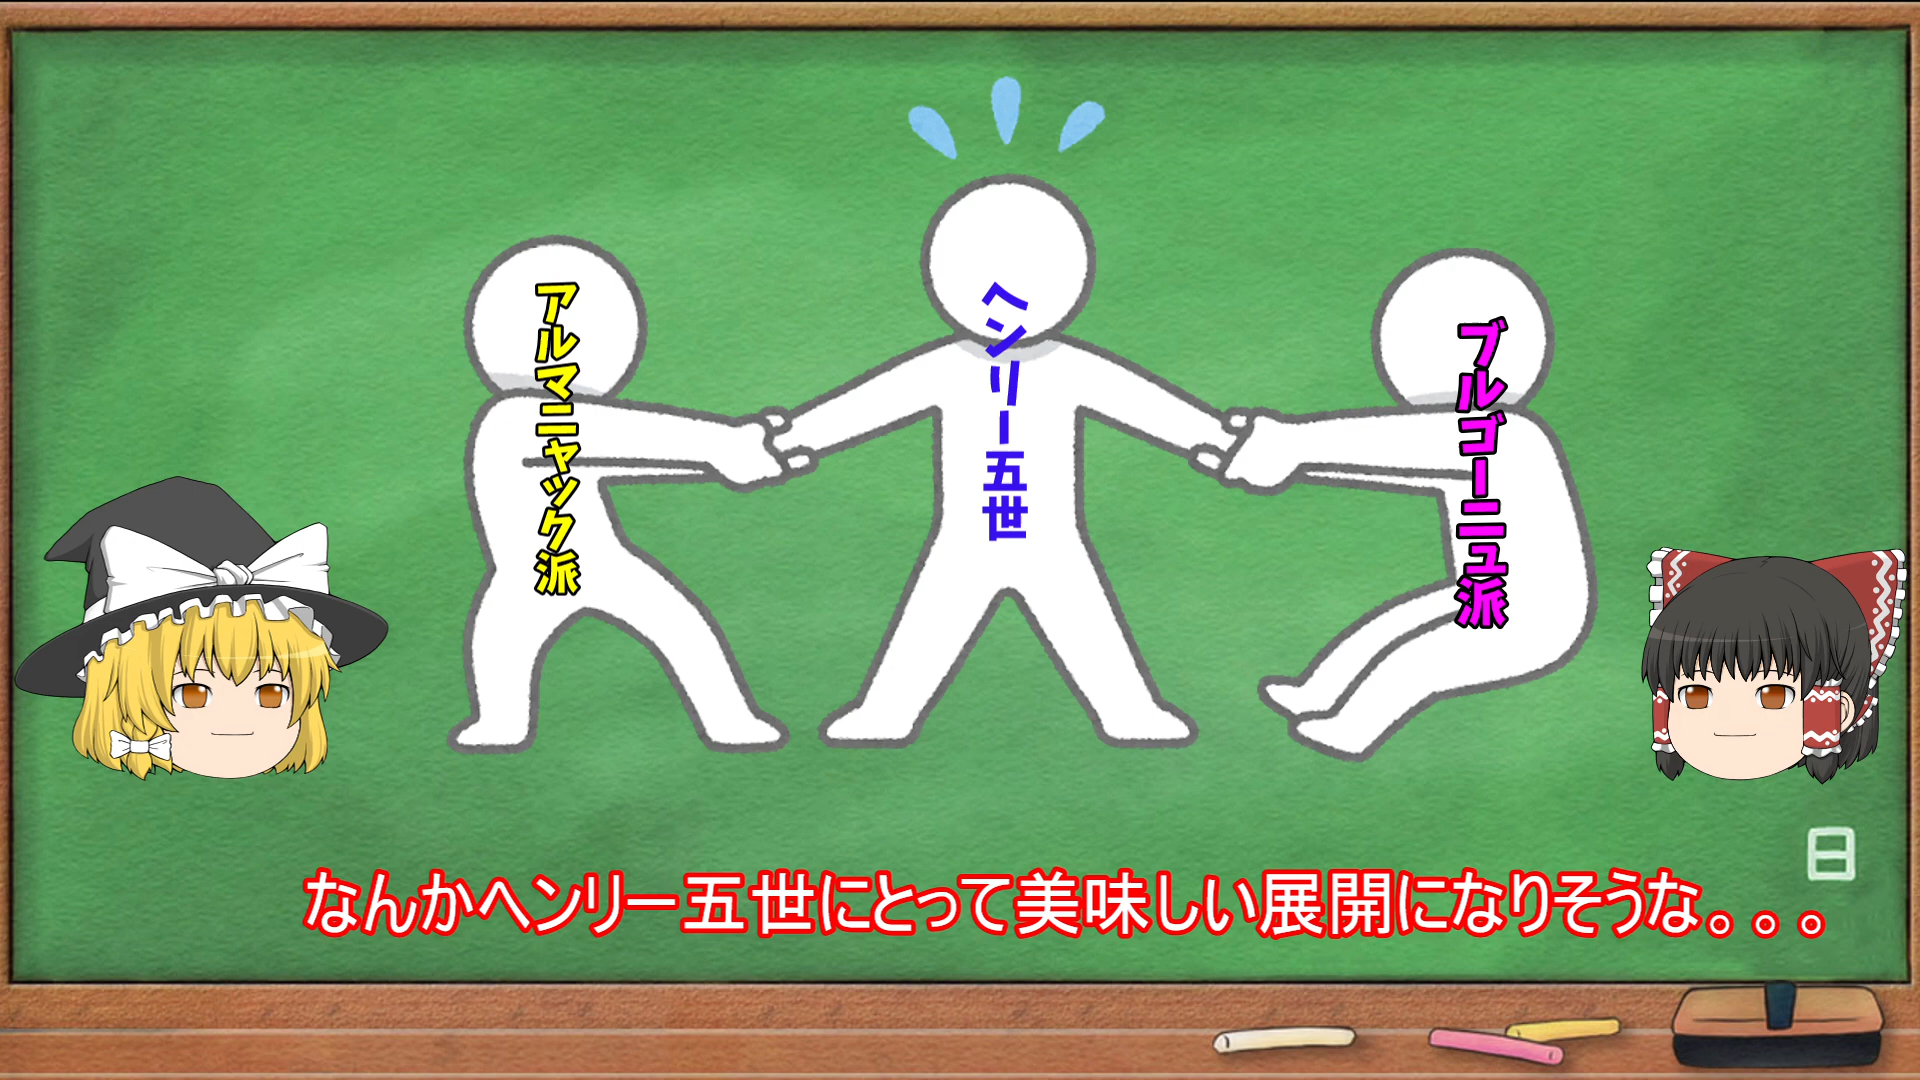 アルマニャック派
ヘンリー五世
ブルゴーニュ派
日
なんかヘンリー五世にとって美味しい展開になりそうな。。。